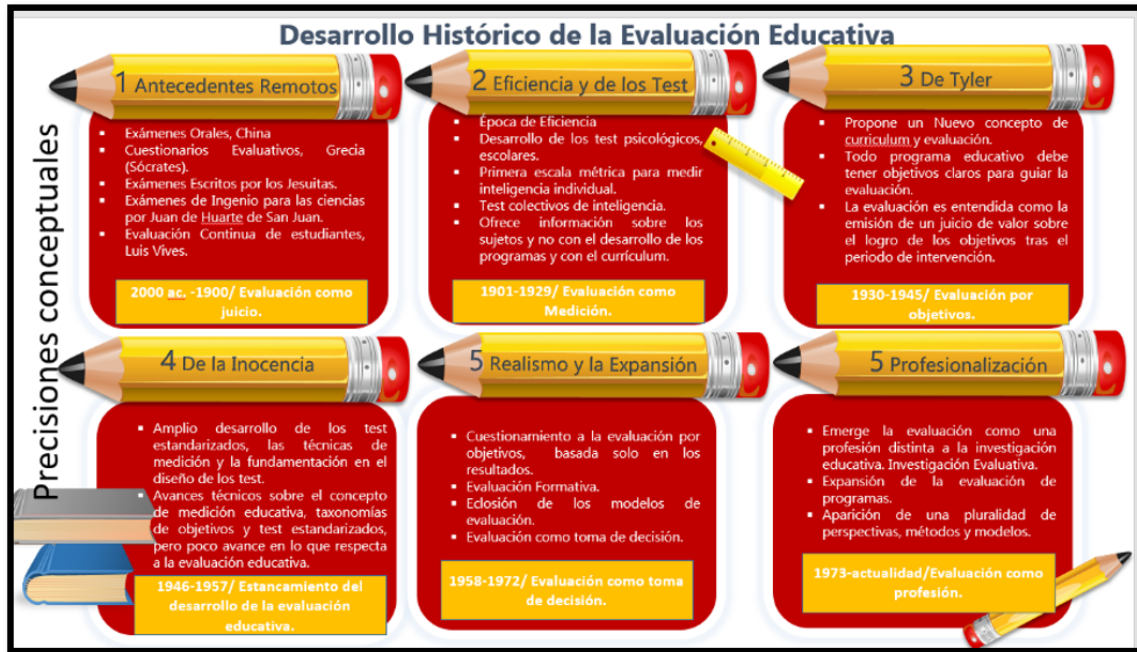 Desarrollo Histórico de la Evaluación Educativa
Precisiones conceptuales
1 Antecedentes Remotos
▪ Exámenes Orales, China
▪ Cuestionarios Evaluativos, Grecia
(Sócrates).
▪ Exámenes Escritos por los Jesuitas.
▪ Exámenes de Ingenio para las ciencias
por Juan de Huarte de San Juan.
▪ Evaluación Continua de estudiantes,
Luis Vives.
2000 ac. -1900/ Evaluación como
juicio.
2 Eficiencia y de los Test
▪ Época de Eficiencia
▪ Desarrollo de los test psicológicos,
escolares.
▪ Primera escala métrica para medir
inteligencia individual.
▪ Test colectivos de inteligencia.
▪ Ofrece información sobre los
sujetos y no con el desarrollo de los
programas y con el currículum.
1901-1929/ Evaluación como
Medición.
3 De Tyler
▪ Propone un Nuevo concepto de
curriculum y evaluación.
▪ Todo programa educativo debe
tener objetivos claros para guiar la
evaluación.
▪ La evaluación es entendida como la
emisión de un juicio de valor sobre
el logro de los objetivos tras el
periodo de intervención.
1930-1945/ Evaluación por
objetivos.
4 De la Inocencia
▪ Amplio desarrollo de los test
estandarizados, las técnicas de
medición y la fundamentación en el
diseño de los test.
▪ Avances técnicos sobre el concepto
de medición educativa, taxonomías
de objetivos y test estandarizados,
pero poco avance en lo que respecta
a la evaluación educativa.
1946-1957/ Estancamiento del
desarrollo de la evaluación
educativa.
5 Realismo y la Expansión
▪ Cuestionamiento a la evaluación por
objetivos, basada solo en los
resultados.
▪ Evaluación Formativa.
▪ Eclosión de los modelos de
evaluación.
▪ Evaluación como toma de decisión.
1958-1972/ Evaluación como toma
de decisión.
5 Profesionalización
▪ Emerge la evaluación como una
profesión distinta a la investigación
educativa. Investigación Evaluativa.
▪ Expansión de la evaluación de
programas.
▪ Aparición de una pluralidad de
perspectivas, métodos y modelos.
1973-actualidad/Evaluación como
profesión.